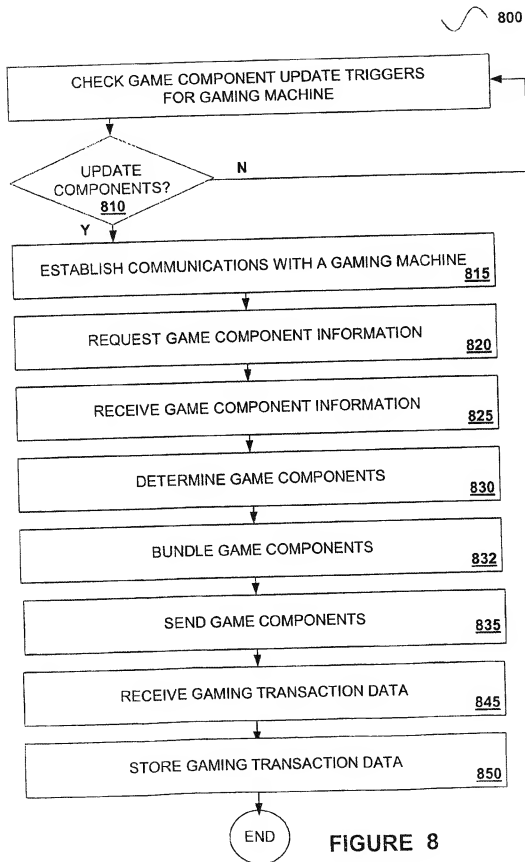 800
CHECK GAME COMPONENT UPDATE TRIGGERS
FOR GAMING MACHINE
UPDATE
COMPONENTS?
810
N
Y
ESTABLISH COMMUNICATIONS WITH A GAMING MACHINE
815
REQUEST GAME COMPONENT INFORMATION
820
RECEIVE GAME COMPONENT INFORMATION
825
DETERMINE GAME COMPONENTS
830
BUNDLE GAME COMPONENTS
832
SEND GAME COMPONENTS
835
RECEIVE GAMING TRANSACTION DATA
845
STORE GAMING TRANSACTION DATA
850
END
FIGURE 8